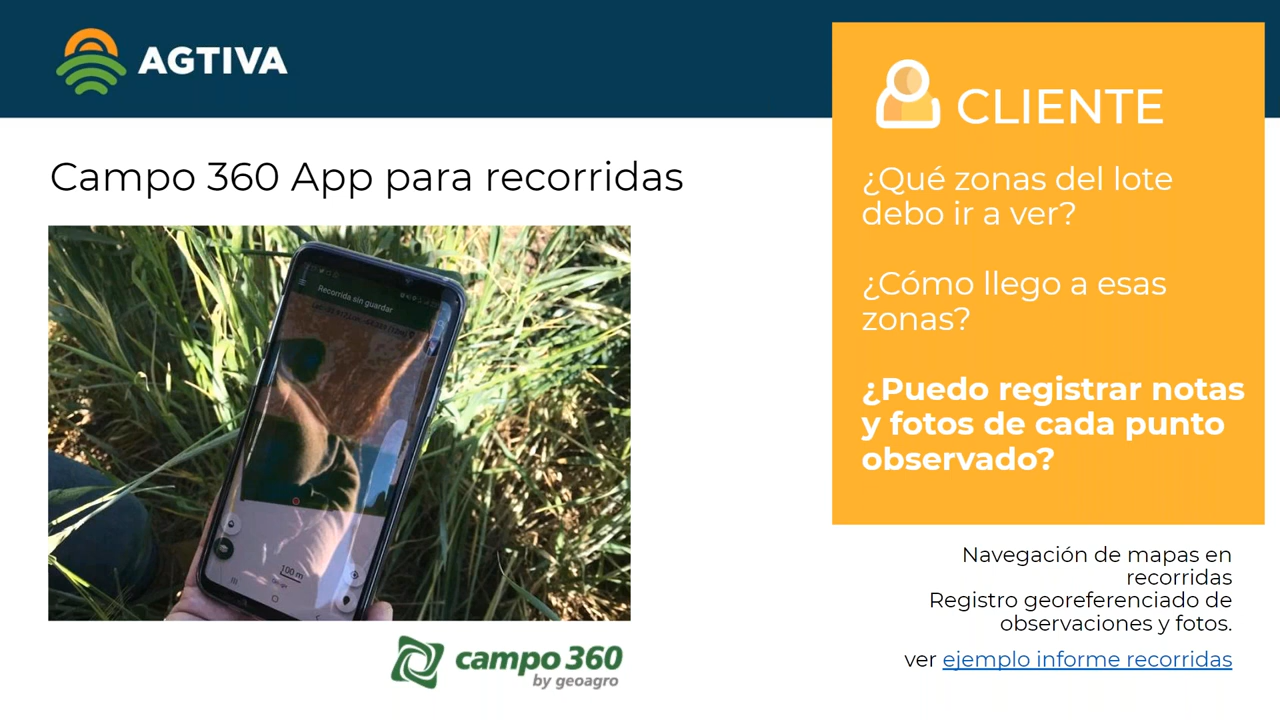 AGTIVA
CLIENTE
Campo 360 App para recorridas
¿Qué zonas del lote
debo ir a ver?
¿Cómo llego a esas
zonas?
¿Puedo registrar notas
y fotos de cada punto
observado?
Recorrida sin guardar
100 m
Navegación de mapas en
recorridas
Registro georeferenciado de
observaciones y fotos.
ver ejemplo informe recorridas
campo 360
by geoagro